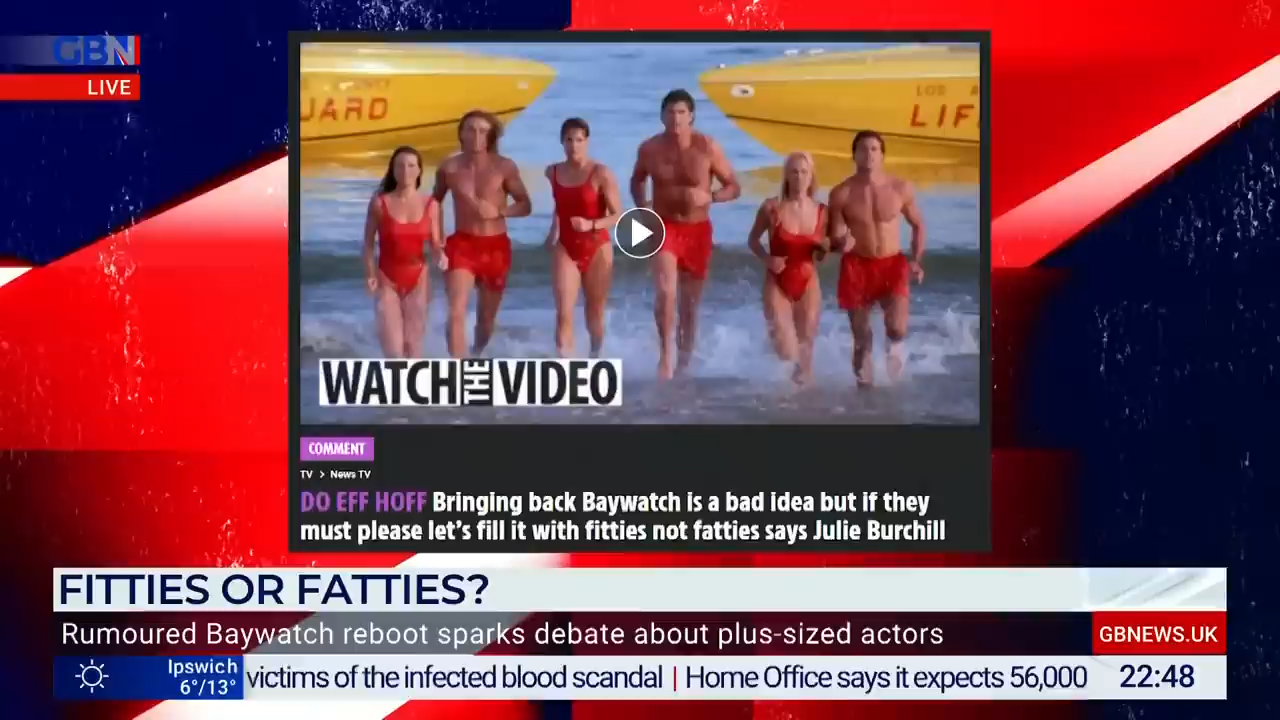 GBN
LIVE
UARD
LOS A
LIF
WATCH THE VIDEO
COMMENT
TV > News TV
DO EFF HOFF Bringing back Baywatch is a bad idea but if they
must please let's fill it with fitties not fatties says Julie Burchill
FITTIES OR FATTIES?
Rumoured Baywatch reboot sparks debate about plus-sized actors
GBNEWS.UK
Ipswich
6°/13°
victims of the infected blood scandal | Home Office says it expects 56,000
22:48